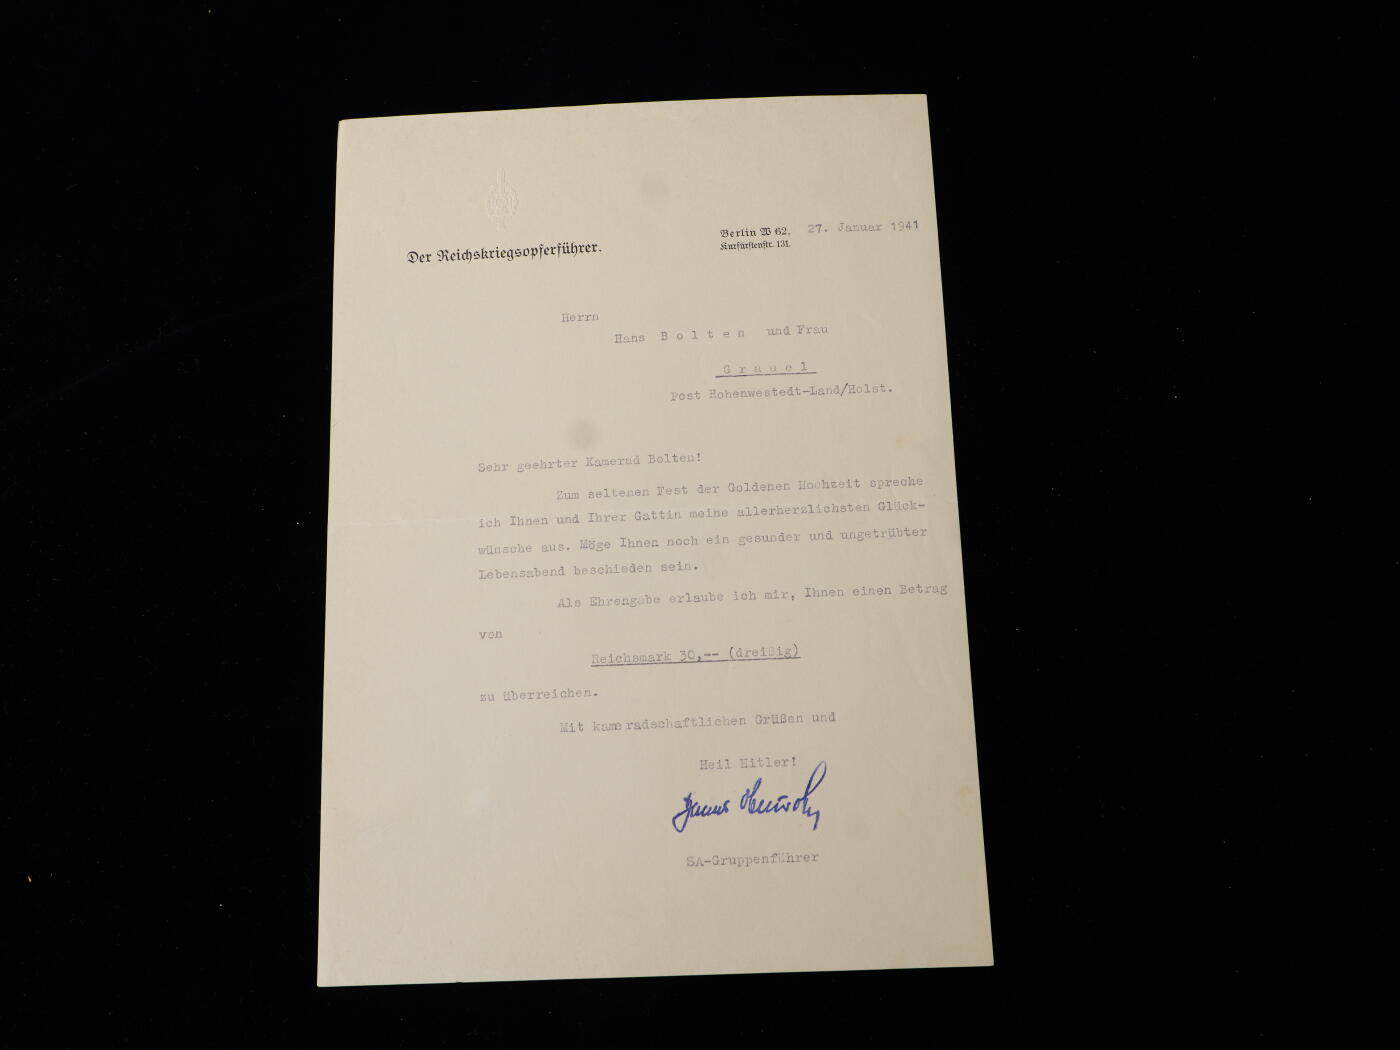 Der Reichskriegsopferführer.
Berlin W 62, 27. Januar 1941
Kurfürstenstr. 131.
Herrn
Hans Bolten und Frau
Grauel
Post Hohenwestedt-Land/Holst.
Sehr geehrter Kamerad Bolten!
Zum seltenen Fest der Goldenen Hochzeit spreche
ich Ihnen und Ihrer Gattin meine allerherzlichsten Glück-
wünsche aus. Möge Ihnen noch ein gesunder und ungetrübter
Lebensabend beschieden sein.
Als Ehrengabe erlaube ich mir, Ihnen einen Betrag
von
Reichsmark 30,-- (dreißig)
zu überreichen.
Mit kameradschaftlichen Grüßen und
Heil Hitler!
SA-Gruppenführer